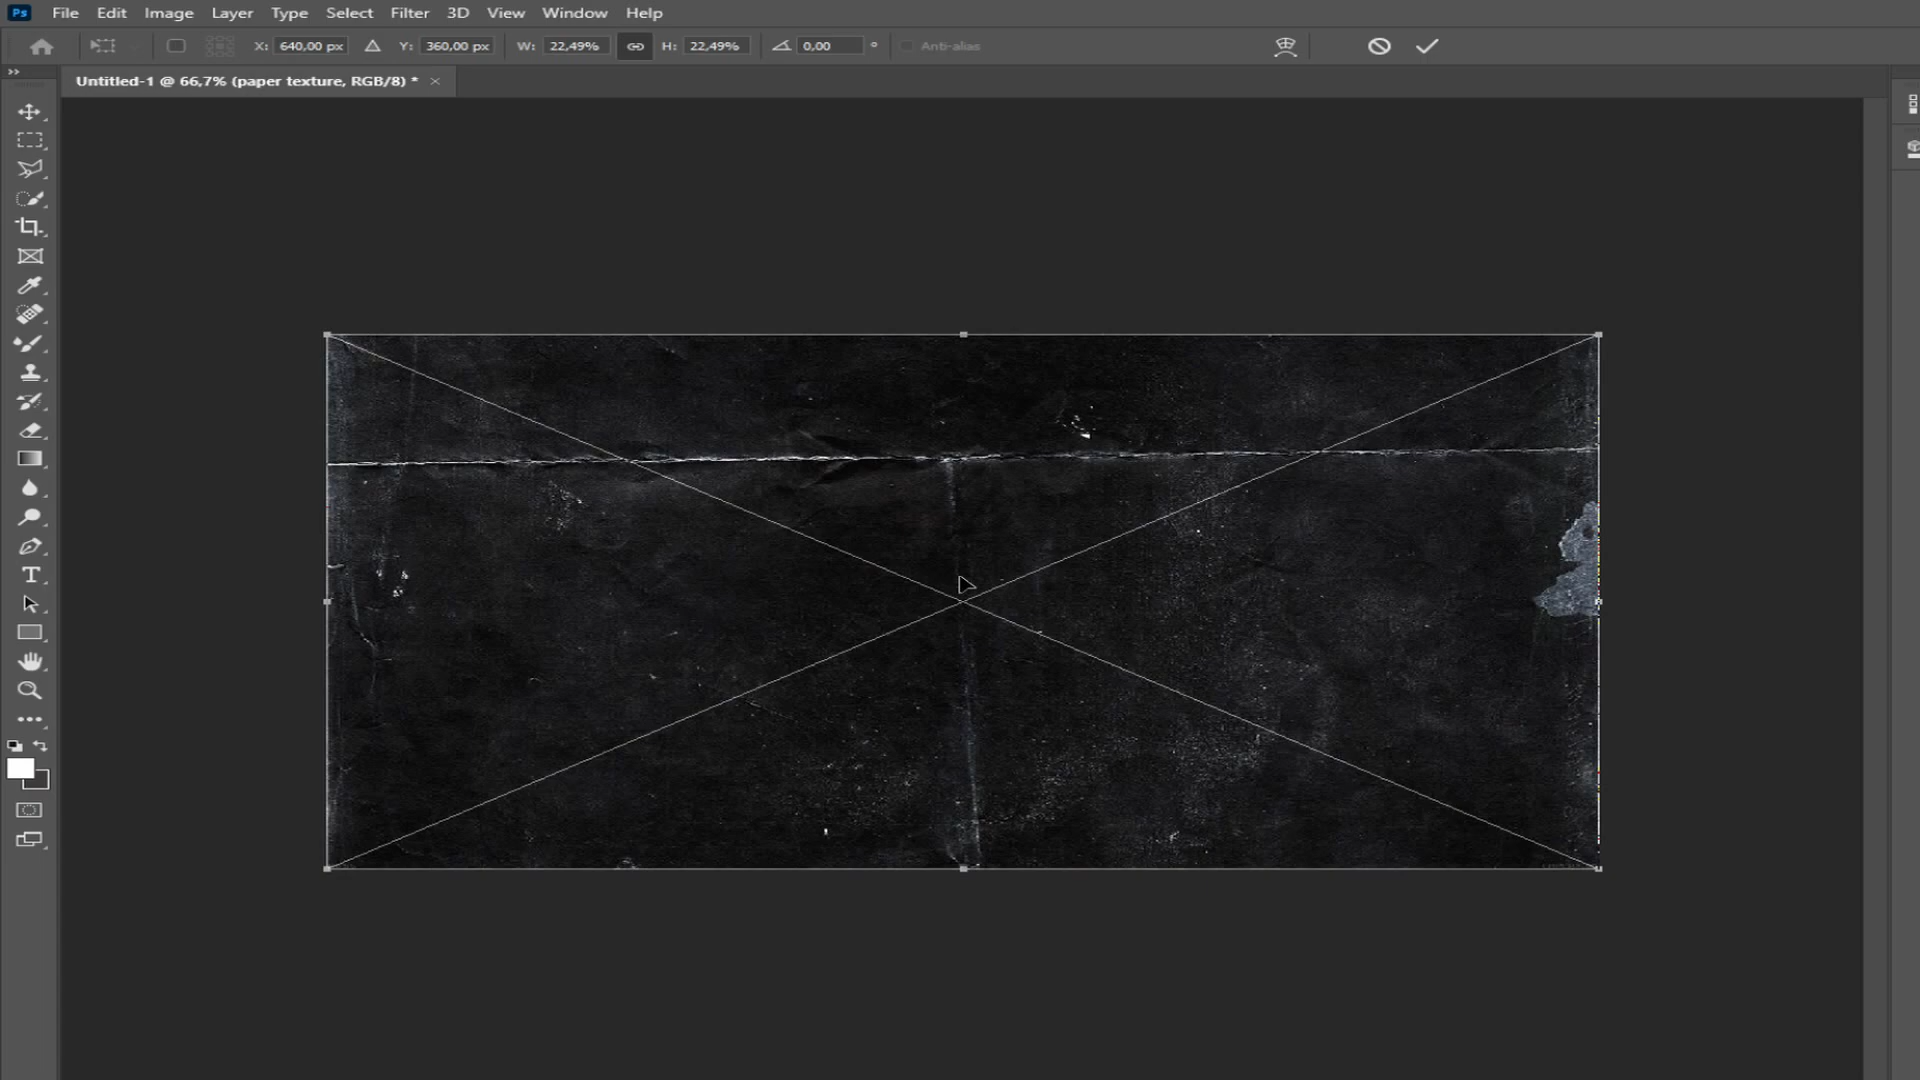 Ps File Edit Image Layer Type Select Filter 3D View Window Help
X: 640,00 px Y: 360,00 px W: 22,49% H: 22,49% 0,00 ° Anti-alias
Untitled-1 @ 66,7% (paper texture, RGB/8) * ×